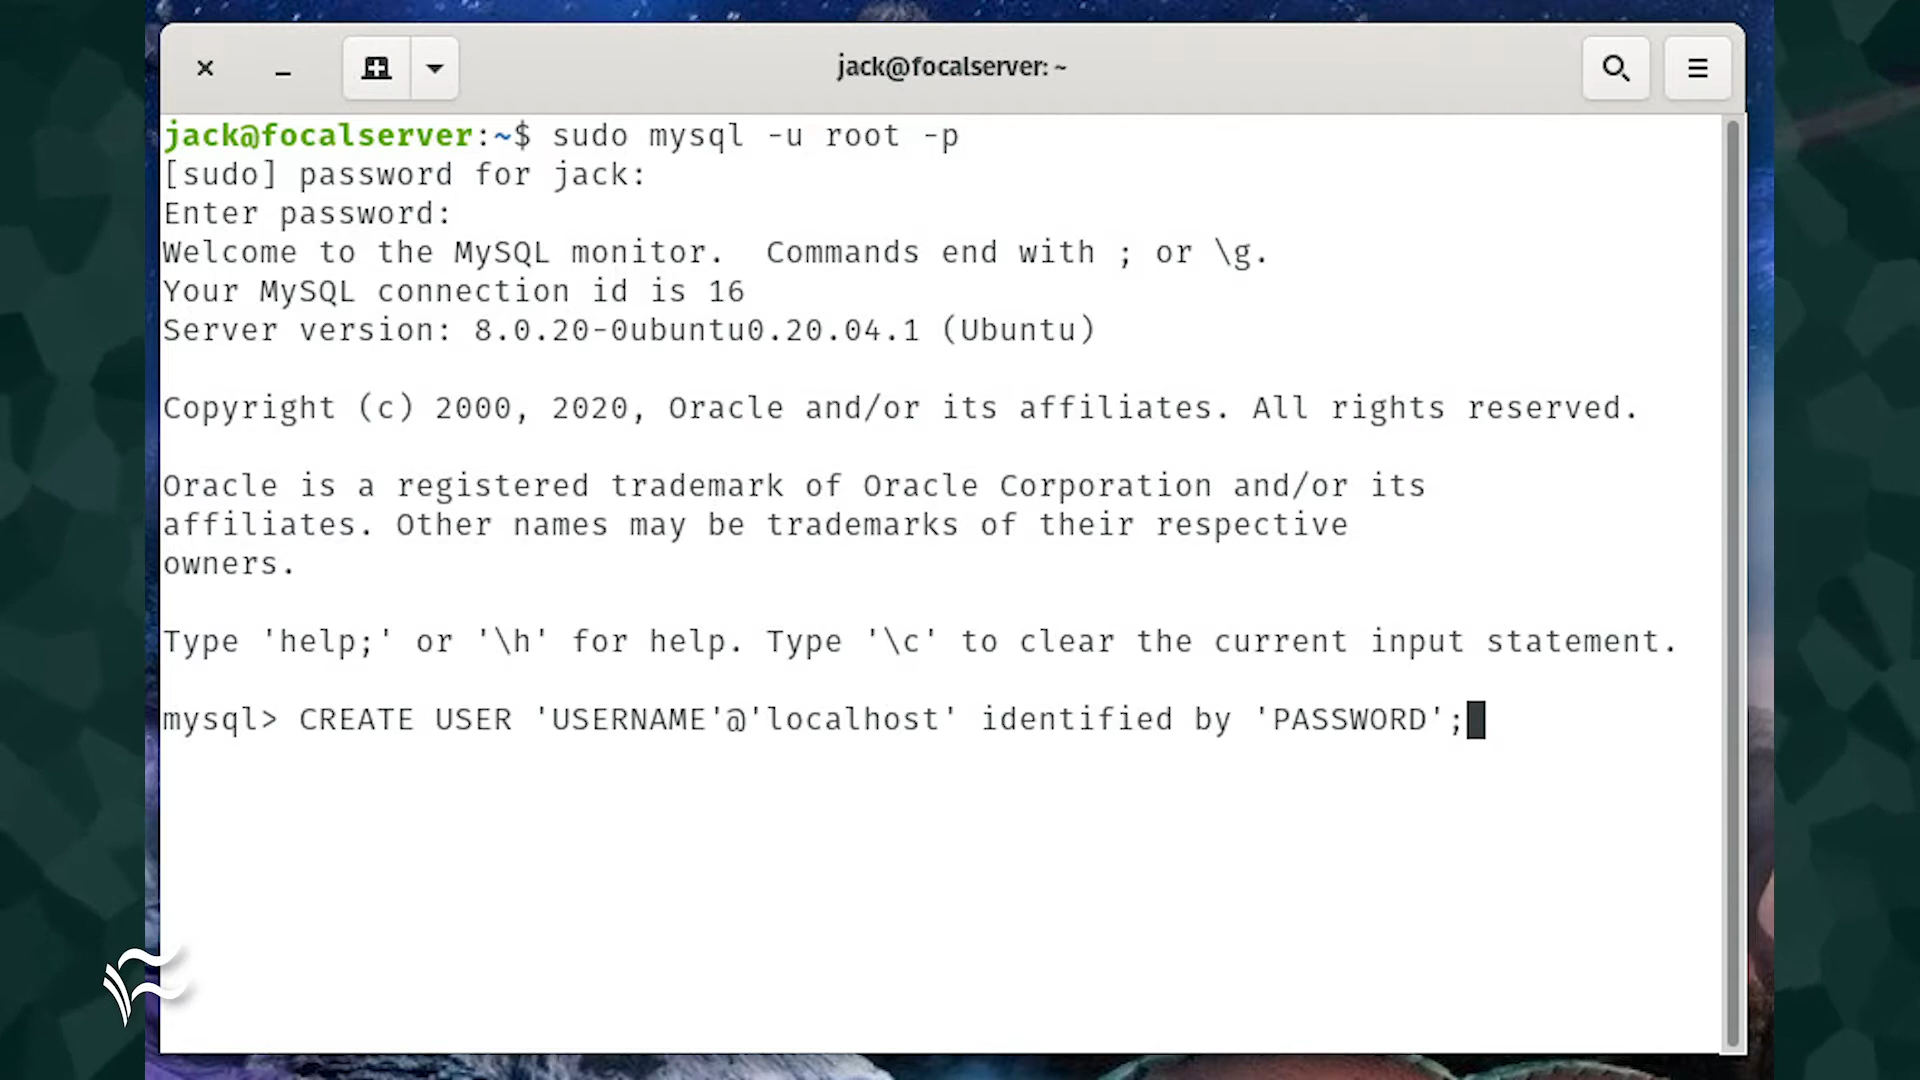 jack@focalserver: ~
jack@focalserver:~$ sudo mysql -u root -p
[sudo] password for jack:
Enter password:
Welcome to the MySQL monitor.  Commands end with ; or \g.
Your MySQL connection id is 16
Server version: 8.0.20-0ubuntu0.20.04.1 (Ubuntu)
Copyright (c) 2000, 2020, Oracle and/or its affiliates. All rights reserved.
Oracle is a registered trademark of Oracle Corporation and/or its
affiliates. Other names may be trademarks of their respective
owners.
Type 'help;' or '\h' for help. Type '\c' to clear the current input statement.
mysql> CREATE USER 'USERNAME'@'localhost' identified by 'PASSWORD';